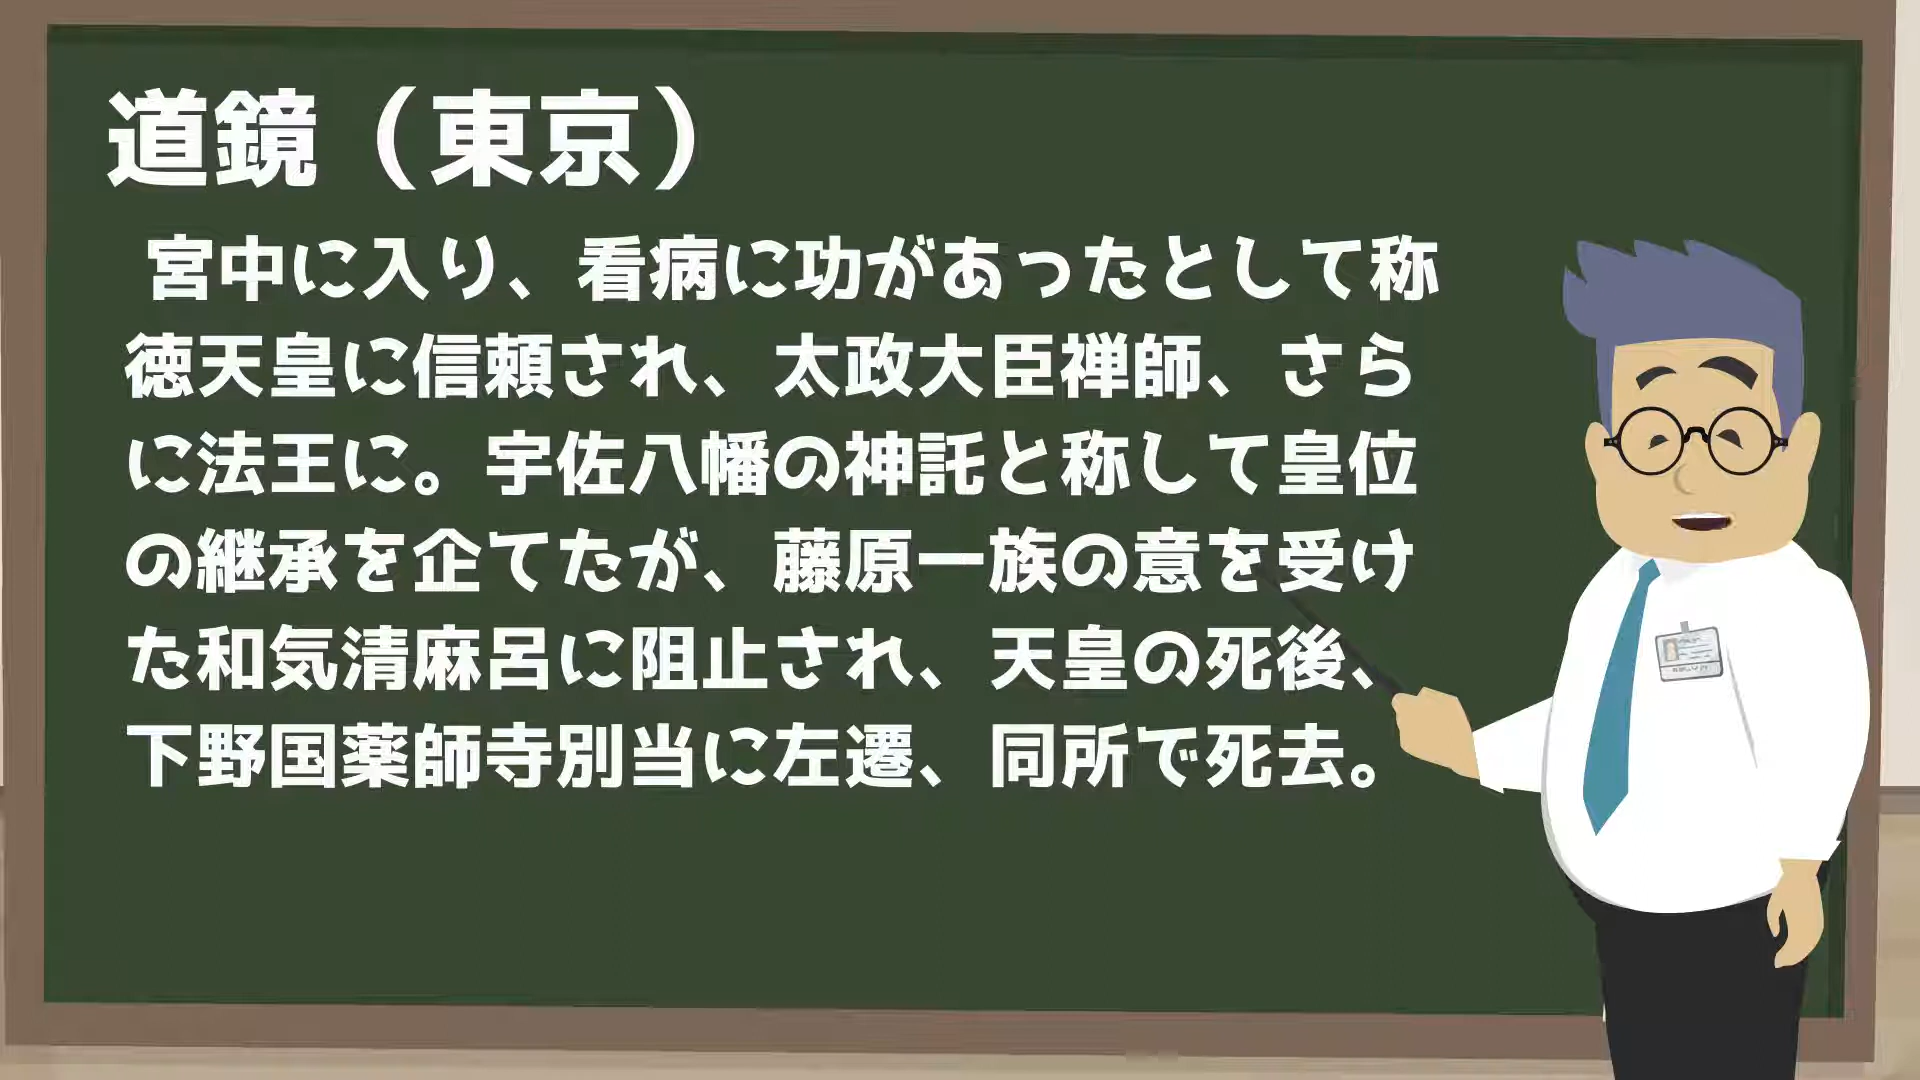 道鏡（東京）
宮中に入り、看病に功があったとして称
徳天皇に信頼され、太政大臣禅師、さら
に法王に。宇佐八幡の神託と称して皇位
の継承を企てたが、藤原一族の意を受け
た和気清麻呂に阻止され、天皇の死後、
下野国薬師寺別当に左遷、同所で死去。